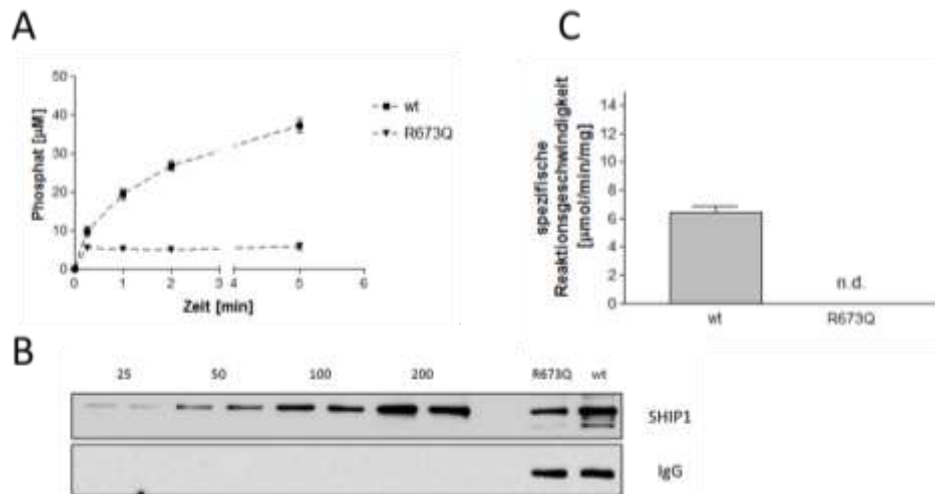 A
Phosphat [µM]
50
40
30
20
10
0
0 1 2 3 4 5 6
Zeit [min]
wt
R673Q
C
spezifische
Reaktionsgeschwindigkeit
[µmol/min/mg]
14
12
10
8
6
4
2
0
n.d.
wt R673Q
B
25 50 100 200 R673Q wt
SHIP1
IgG